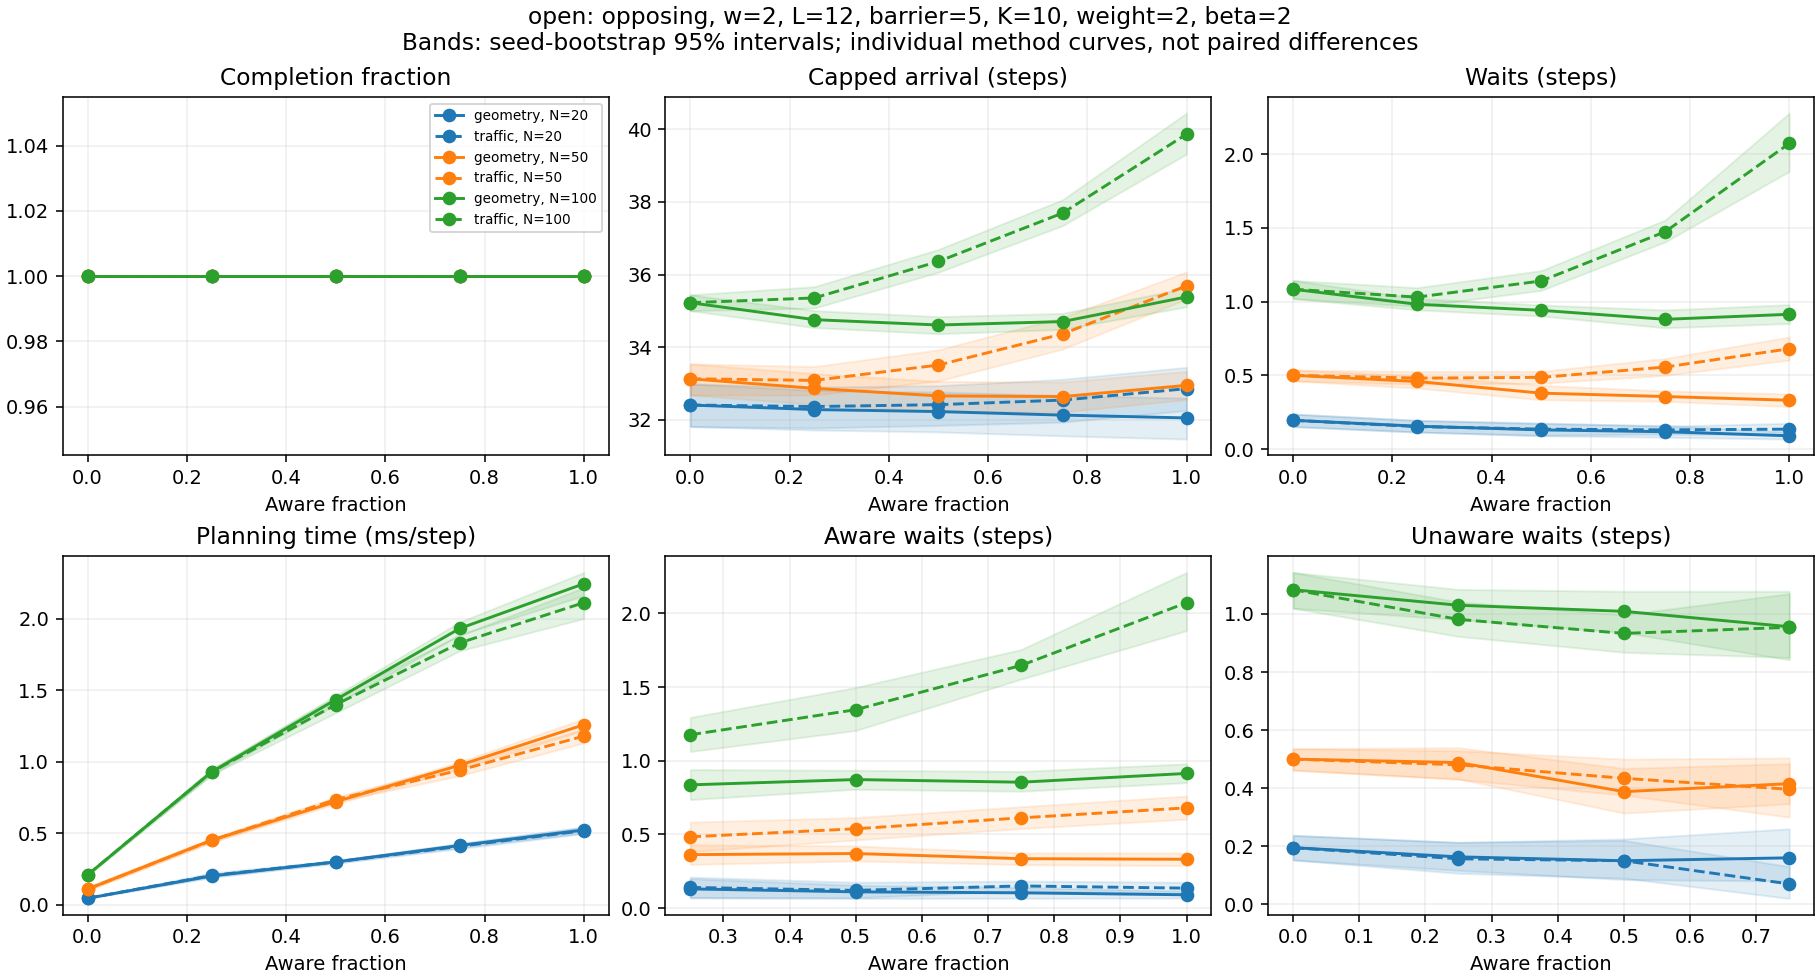 open: opposing, w=2, L=12, barrier=5, K=10, weight=2, beta=2
Bands: seed-bootstrap 95% intervals; individual method curves, not paired differences
Completion fraction
1.04
1.02
1.00
0.98
0.96
geometry, N=20
traffic, N=20
geometry, N=50
traffic, N=50
geometry, N=100
traffic, N=100
0.0 0.2 0.4 0.6 0.8 1.0
Aware fraction
Capped arrival (steps)
40
38
36
34
32
0.0 0.2 0.4 0.6 0.8 1.0
Aware fraction
Waits (steps)
2.0
1.5
1.0
0.5
0.0
0.0 0.2 0.4 0.6 0.8 1.0
Aware fraction
Planning time (ms/step)
2.0
1.5
1.0
0.5
0.0
0.0 0.2 0.4 0.6 0.8 1.0
Aware fraction
Aware waits (steps)
2.0
1.5
1.0
0.5
0.0
0.3 0.4 0.5 0.6 0.7 0.8 0.9 1.0
Aware fraction
Unaware waits (steps)
1.0
0.8
0.6
0.4
0.2
0.0
0.0 0.1 0.2 0.3 0.4 0.5 0.6 0.7
Aware fraction